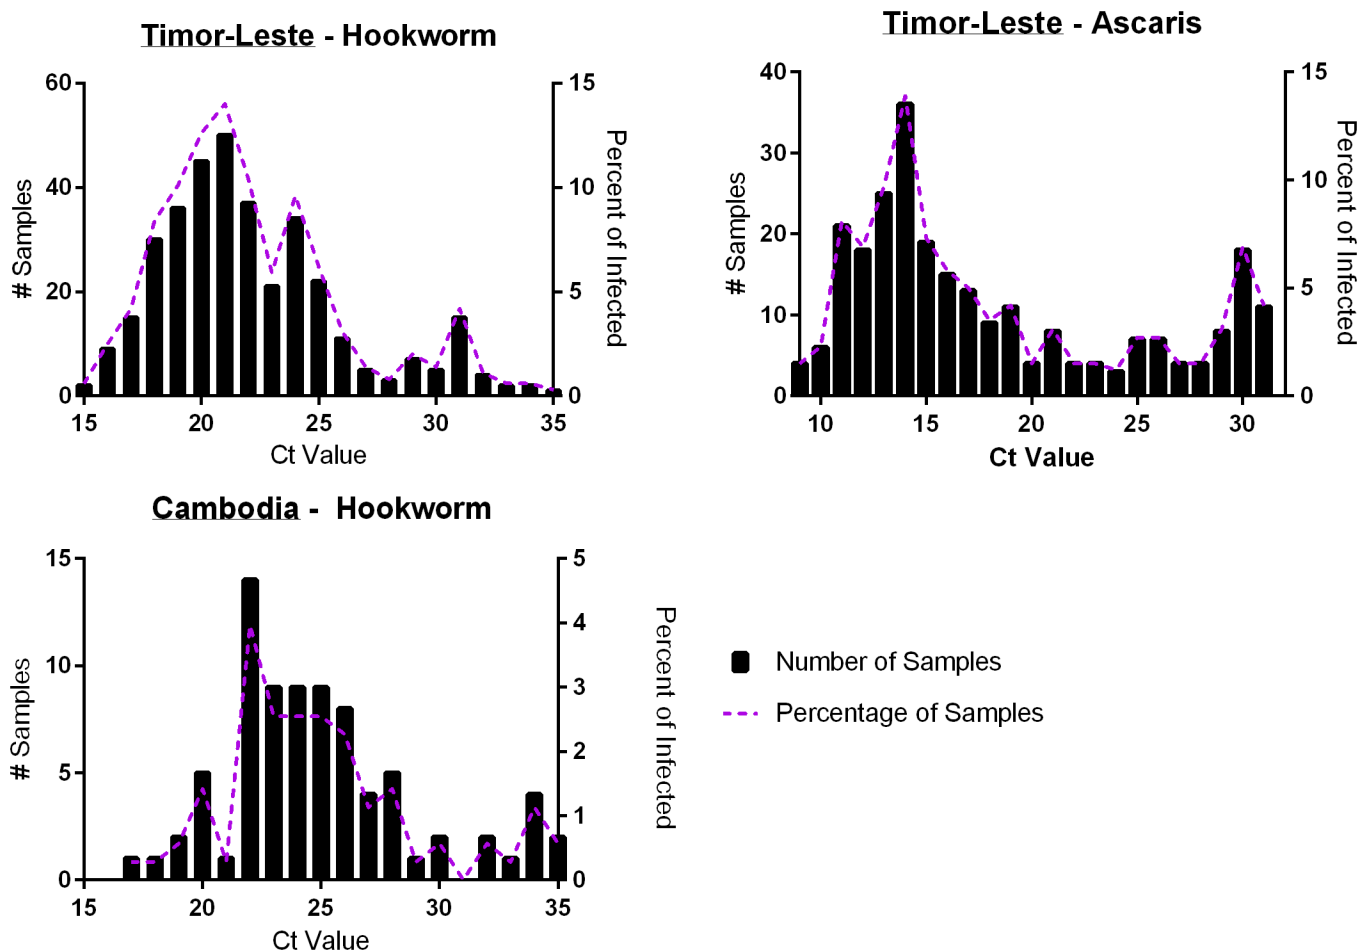 Timor-Leste - Hookworm
60
40
20
0
# Samples
15
10
5
0
Percent of Infected
15 20 25 30 35
Ct Value
Timor-Leste - Ascaris
40
30
20
10
0
# Samples
15
10
5
0
Percent of Infected
10 15 20 25 30
Ct Value
Cambodia - Hookworm
15
10
5
0
# Samples
5
4
3
2
1
0
Percent of Infected
15 20 25 30 35
Ct Value
Number of Samples
Percentage of Samples